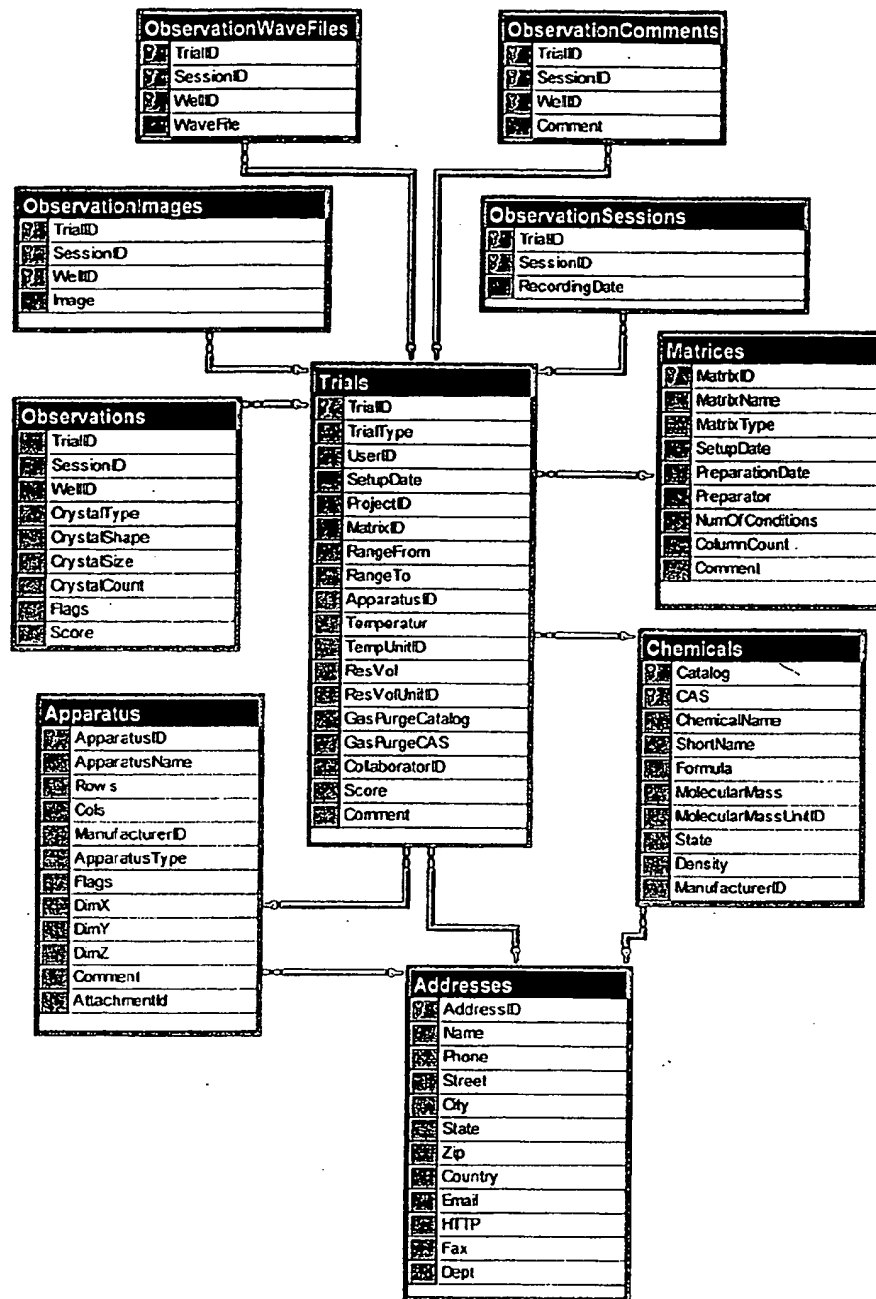 ObservationWaveFiles
TrialID
SessionID
WellID
WaveFile
ObservationComments
TrialID
SessionID
WellID
Comment
ObservationImages
TrialID
SessionID
WellID
Image
ObservationSessions
TrialID
SessionID
RecordingDate
Trials
TrialID
TrialType
UserID
SetupDate
ProjectID
MatrixID
RangeFrom
RangeTo
ApparatusID
Temperatur
TempUnitID
ResVol
ResVolUnitID
GasPurgeCatalog
GasPurgeCAS
CollaboratorID
Score
Comment
Matrices
MatrixID
MatrixName
MatrixType
SetupDate
PreparationDate
Preparator
NumOfConditions
ColumnCount
Comment
Observations
TrialID
SessionID
WellID
CrystalType
CrystalShape
CrystalSize
CrystalCount
Flags
Score
Chemicals
Catalog
CAS
ChemicalName
ShortName
Formula
MolecularMass
MolecularMassUnitID
State
Density
ManufacturerID
Apparatus
ApparatusID
ApparatusName
Rows
Cols
ManufacturerID
ApparatusType
Flags
DimX
DimY
DimZ
Comment
AttachmentId
Addresses
AddressID
Name
Phone
Street
City
State
Zip
Country
Email
HTTP
Fax
Dept